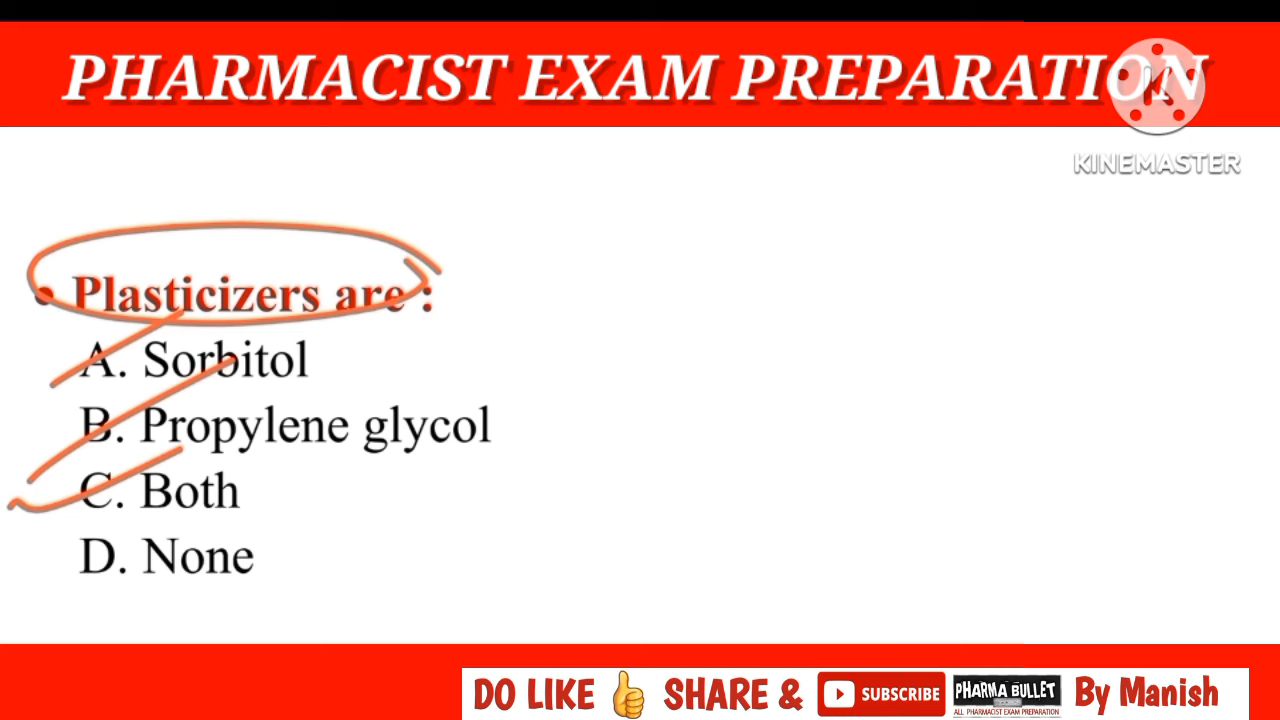 PHARMACIST EXAM PREPARATION
K
KINEMASTER
• Plasticizers are :
A. Sorbitol
B. Propylene glycol
C. Both
D. None
DO LIKE 👍 SHARE & SUBSCRIBE PHARMA BULLET By Manish
ALL PHARMACIST EXAM PREPARATION